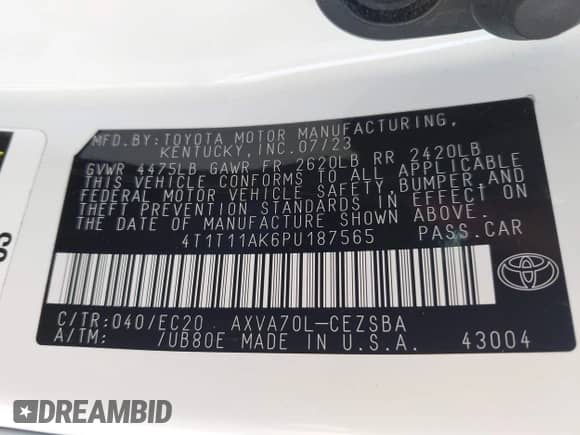 MFD.BY:TOYOTA MOTOR MANUFACTURING,
KENTUCKY,INC.07/23
GVWR 4475LB GAWR FR 2620LB RR 2420LB
THIS VEHICLE CONFORMS TO ALL APPLICABLE
FEDERAL MOTOR VEHICLE SAFETY,BUMPER,AND
THEFT PREVENTION STANDARDS IN EFFECT ON
THE DATE OF MANUFACTURE SHOWN ABOVE.
4T1T11AK6PU187565 PASS.CAR
C/TR:040/EC20 AXVA70L-CEZSBA
A/TM: /UB80E MADE IN U.S.A. 43004
DREAMBID